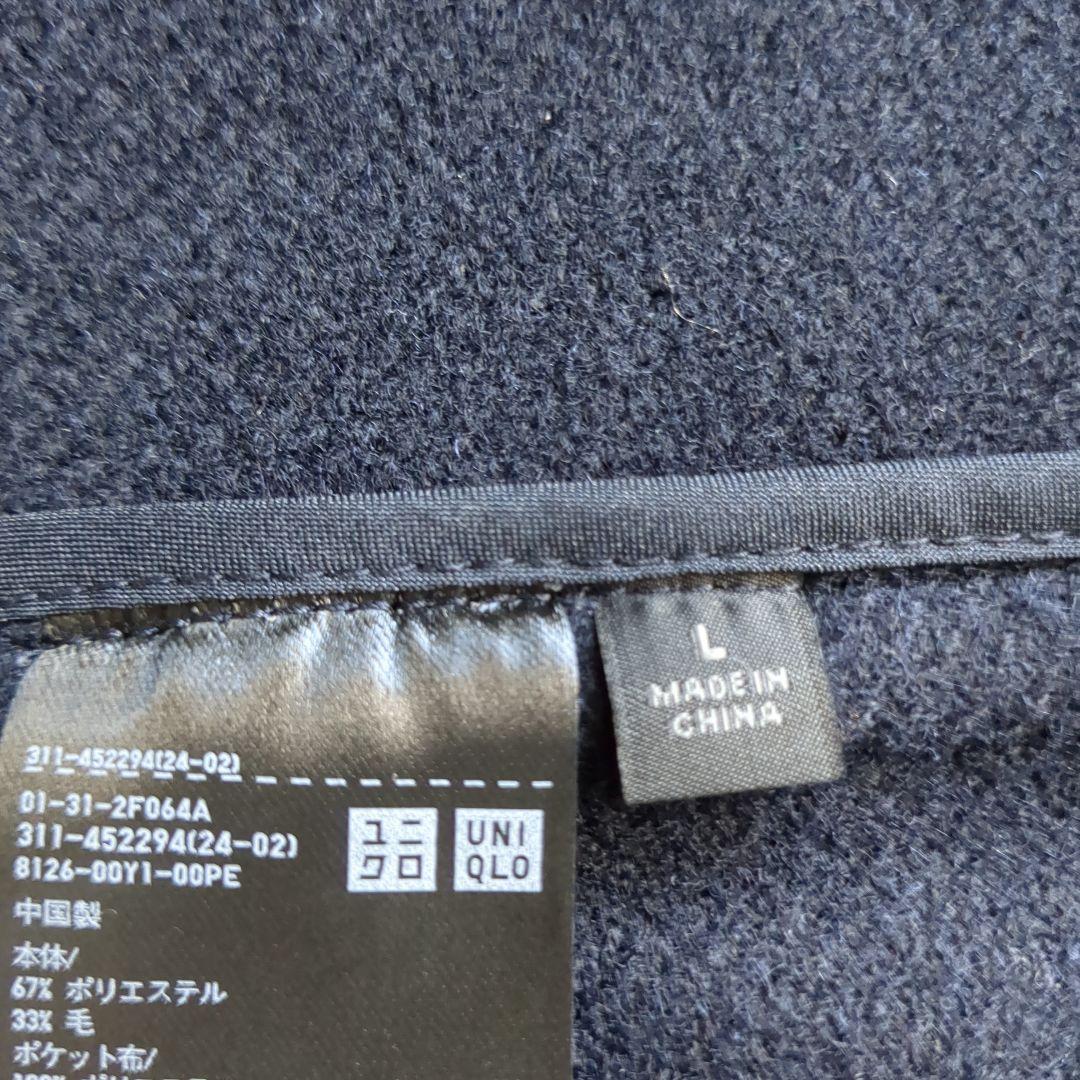 311-452294(24-02)
01-31-2F064A
311-452294(24-02)
8126-00Y1-00PE
ユニ
クロ
UNI
QLO
中国製
本体/
67% ポリエステル
33% 毛
ポケット布/
L
MADE IN
CHINA